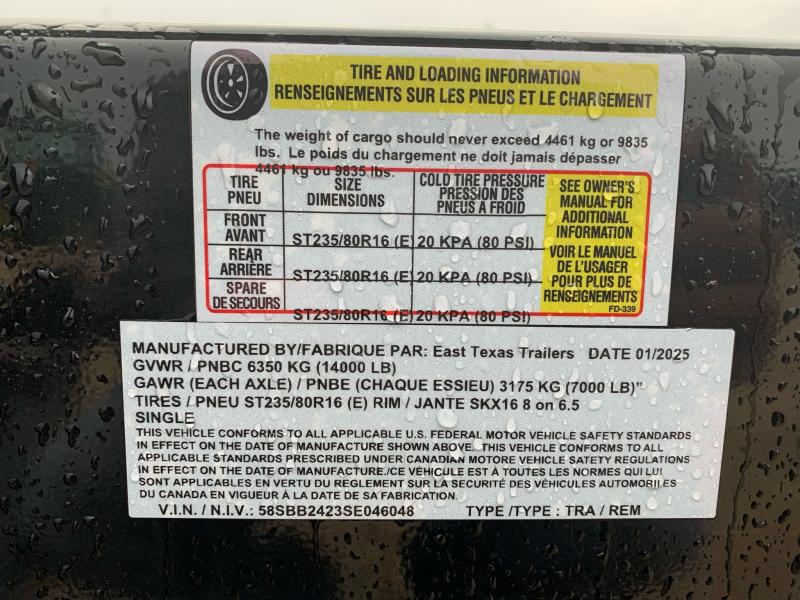 TIRE AND LOADING INFORMATION
RENSEIGNEMENTS SUR LES PNEUS ET LE CHARGEMENT
The weight of cargo should never exceed 4461 kg or 9835
lbs. Le poids du chargement ne doit jamais dépasser
4461 kg ou 9835 lbs.
TIRE
PNEU
SIZE
DIMENSIONS
COLD TIRE PRESSURE
PRESSION DES
PNEUS A FROID
SEE OWNER'S
MANUAL FOR
ADDITIONAL
INFORMATION
VOIR LE MANUEL
DE L'USAGER
POUR PLUS DE
RENSEIGNEMENTS
FD-339
FRONT
AVANT
ST235/80R16 (E) 20 KPA (80 PSI)
REAR
ARRIÈRE
ST235/80R16 (E) 20 KPA (80 PSI)
SPARE
DE SECOURS
ST235/80R16 (E) 20 KPA (80 PSI)
MANUFACTURED BY/FABRIQUE PAR: East Texas Trailers DATE 01/2025
GVWR / PNBC 6350 KG (14000 LB)
GAWR (EACH AXLE) / PNBE (CHAQUE ESSIEU) 3175 KG (7000 LB)"
TIRES / PNEU ST235/80R16 (E) RIM / JANTE SKX16 8 on 6.5
SINGLE
THIS VEHICLE CONFORMS TO ALL APPLICABLE U.S. FEDERAL MOTOR VEHICLE SAFETY STANDARDS
IN EFFECT ON THE DATE OF MANUFACTURE SHOWN ABOVE. THIS VEHICLE CONFORMS TO ALL
APPLICABLE STANDARDS PRESCRIBED UNDER CANADIAN MOTORE VEHICLE SAFETY REGULATIONS
IN EFFECT ON THE DATE OF MANUFACTURE./CE VÉHICULE EST À TOUTES LES NORMES QUI LUI
SONT APPLICABLES EN VERTU DU REGLEMENT SUR LA SECURITÉ DES VÉHICULES AUTOMOBILES
DU CANADA EN VIGUEUR À LA DATE DE SA FABRICATION.
V.I.N. / N.I.V.: 58SBB2423SE046048 TYPE /TYPE : TRA / REM